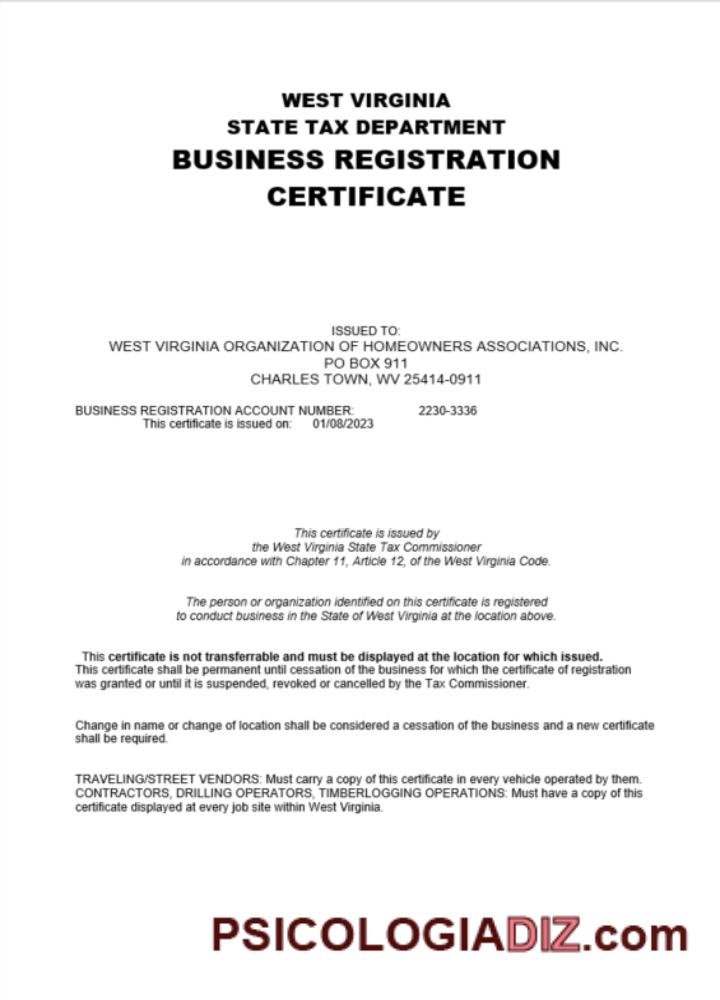 WEST VIRGINIA
STATE TAX DEPARTMENT
BUSINESS REGISTRATION
CERTIFICATE
ISSUED TO:
WEST VIRGINIA ORGANIZATION OF HOMEOWNERS ASSOCIATIONS, INC.
PO BOX 911
CHARLES TOWN, WV 25414-0911
BUSINESS REGISTRATION ACCOUNT NUMBER: 2230-3336
This certificate is issued on: 01/08/2023
This certificate is issued by
the West Virginia State Tax Commissioner
in accordance with Chapter 11, Article 12, of the West Virginia Code.
The person or organization identified on this certificate is registered
to conduct business in the State of West Virginia at the location above.
This certificate is not transferrable and must be displayed at the location for which issued.
This certificate shall be permanent until cessation of the business for which the certificate of registration
was granted or until it is suspended, revoked or cancelled by the Tax Commissioner.
Change in name or change of location shall be considered a cessation of the business and a new certificate
shall be required.
TRAVELING/STREET VENDORS: Must carry a copy of this certificate in every vehicle operated by them.
CONTRACTORS, DRILLING OPERATORS, TIMBERLOGGING OPERATIONS: Must have a copy of this
certificate displayed at every job site within West Virginia.
PSICOLOGIADIZ.com